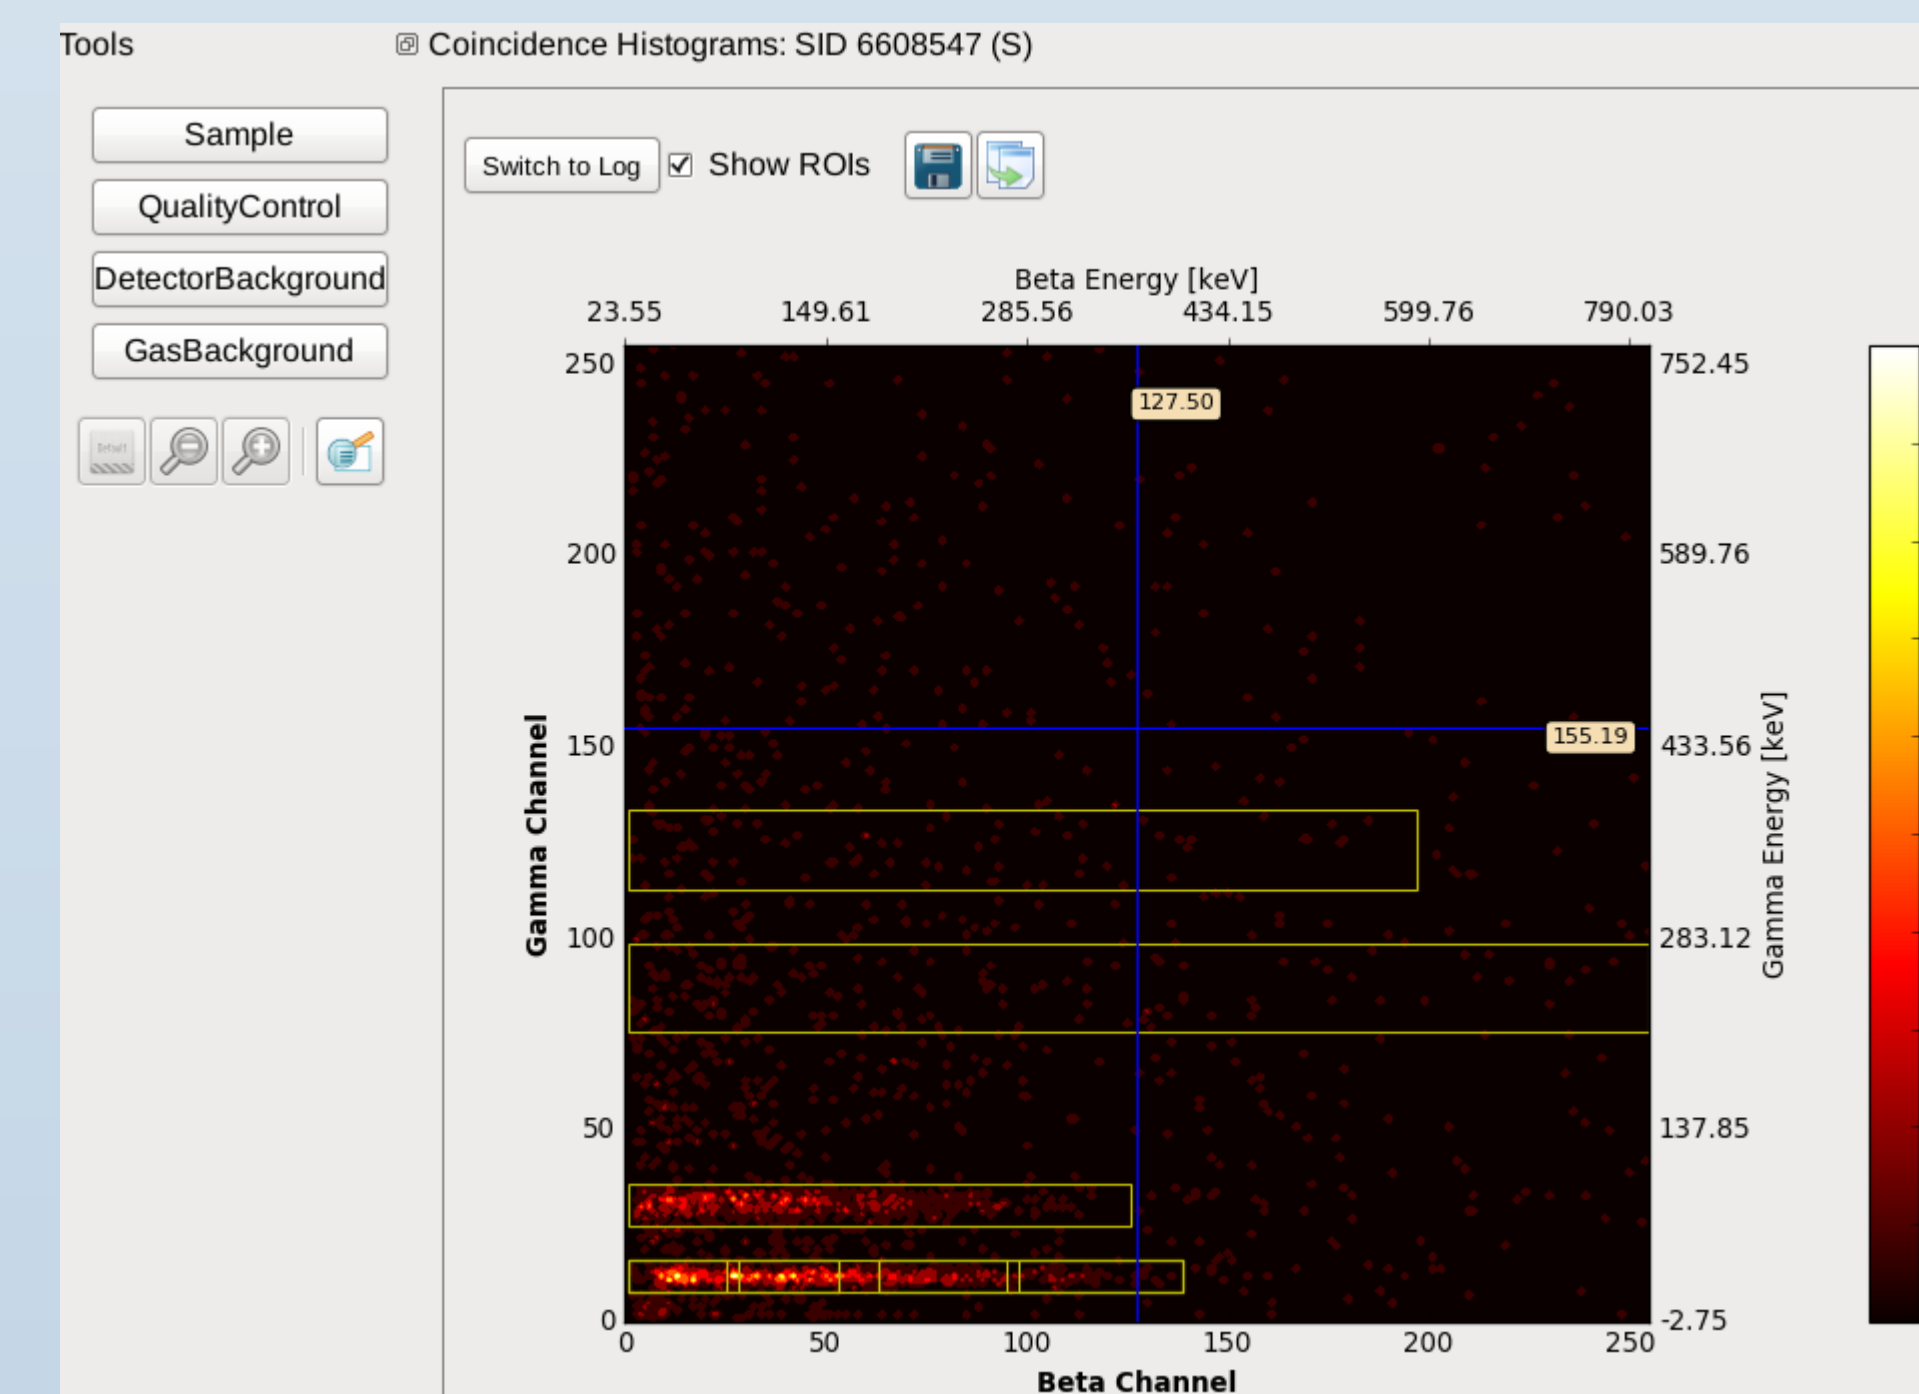 Tools
Coincidence Histograms: SID 6608547 (S)
Sample
QualityControl
DetectorBackground
GasBackground
Default
Switch to Log
Show ROIs
Beta Energy [keV]
23.55 149.61 285.56 434.15 599.76 790.03
250 752.45
127.50
200 589.76
155.19
150 433.56
Gamma Channel
Gamma Energy [keV]
100 283.12
50 137.85
0 -2.75
0 50 100 150 200 250
Beta Channel